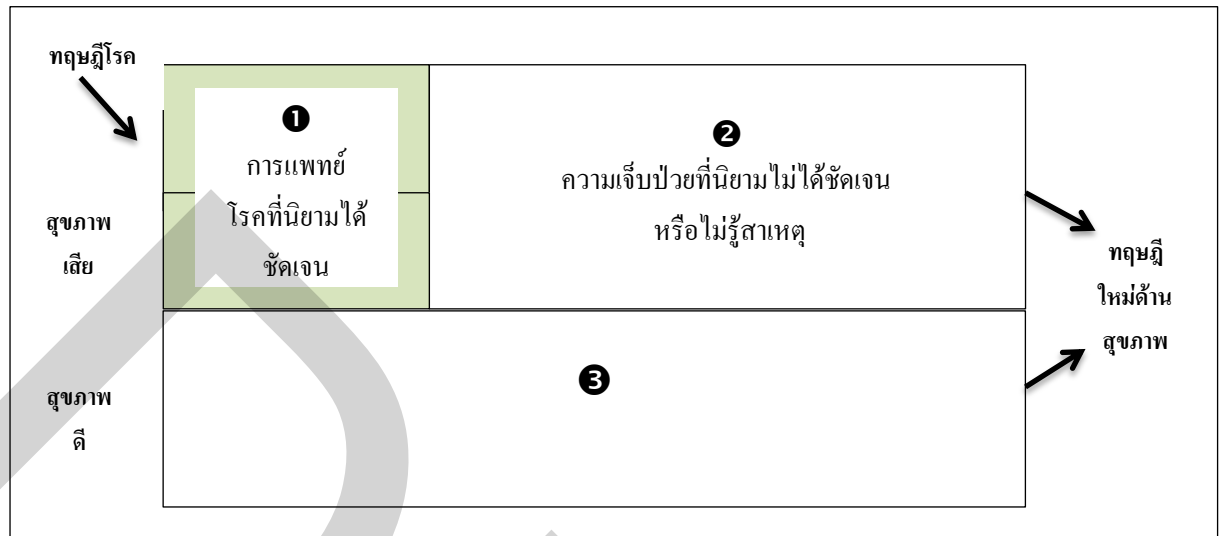 ทฤษฎีโรค
❶
การแพทย์
โรคที่นิยามได้
ชัดเจน
❷
ความเจ็บป่วยที่นิยามไม่ได้ชัดเจน
หรือไม่รู้สาเหตุ
สุขภาพ
เสีย
ทฤษฎี
ใหม่ด้าน
สุขภาพ
❸
สุขภาพ
ดี